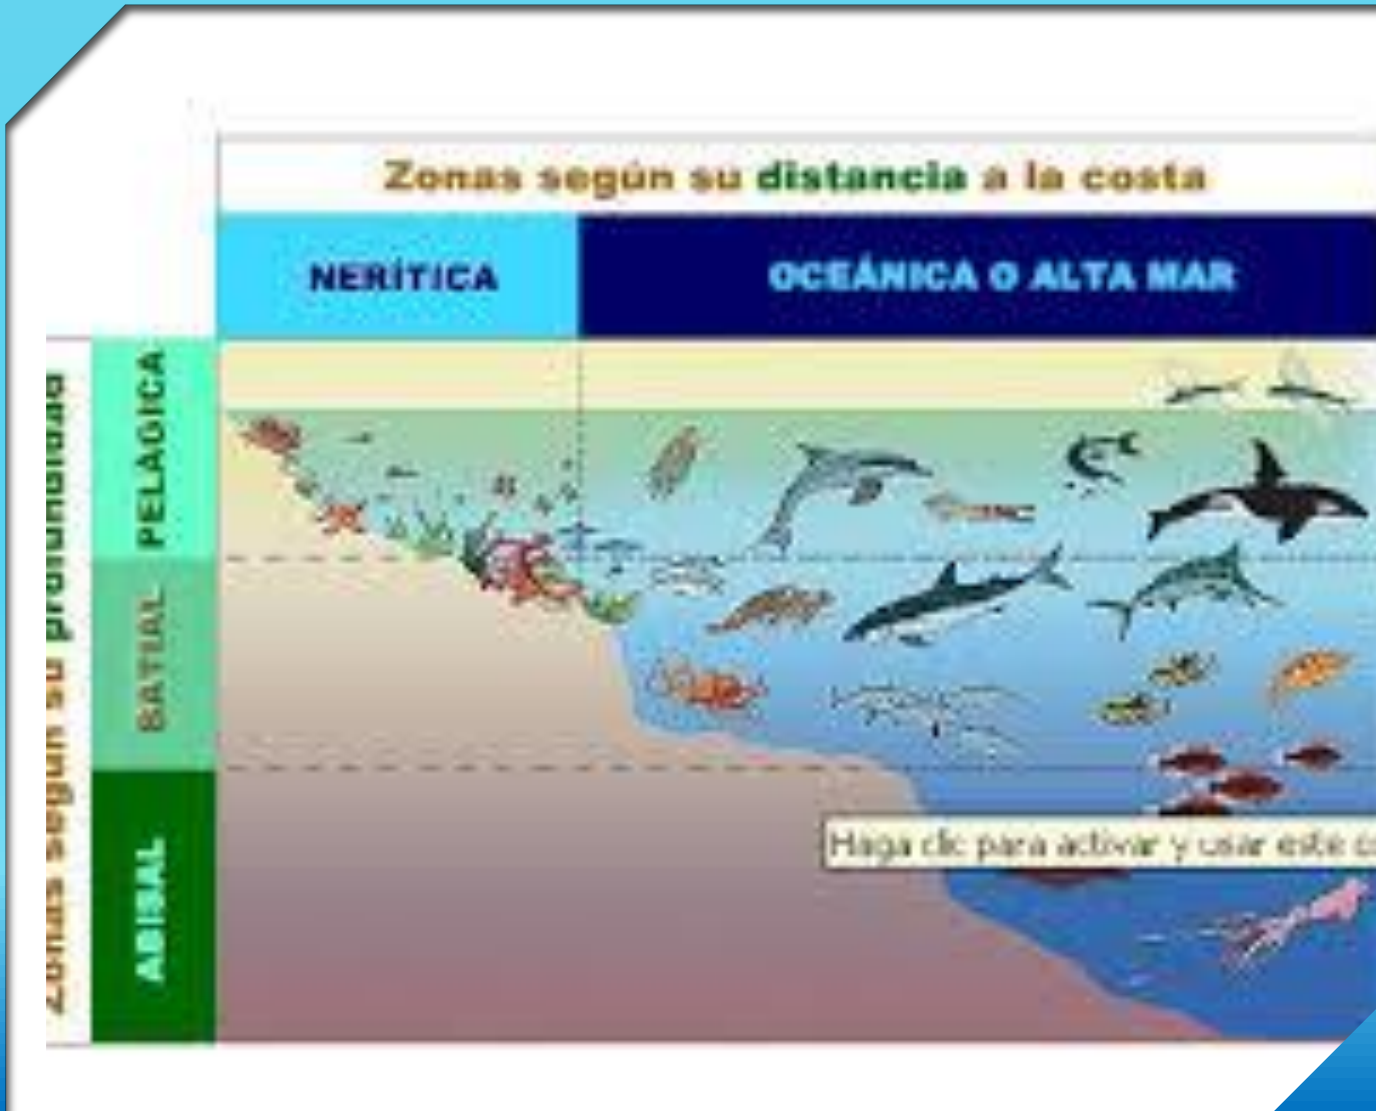 Zonas según su distancia a la costa
NERÍTICA
OCEÁNICA O ALTA MAR
Zonas según su profundidad
PELÁGICA
BATIAL
ABISAL
Haga clic para activar y usar este